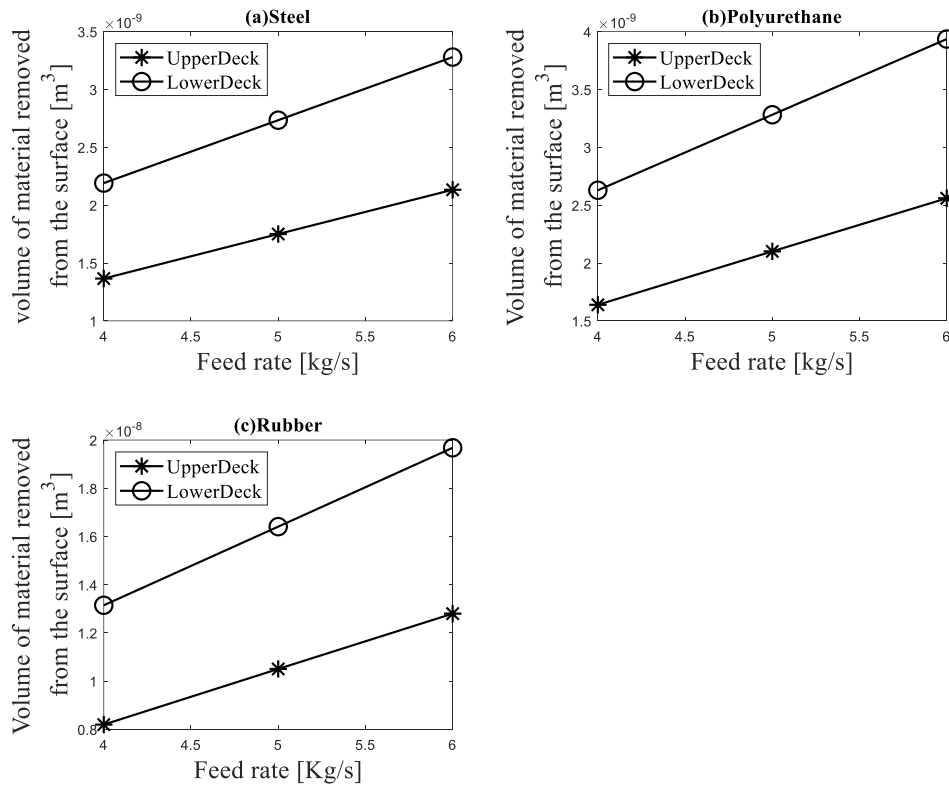 (a)Steel
×10⁻⁹
3.5
3
2.5
2
1.5
1
4
4.5
5
5.5
6
UpperDeck
LowerDeck
volume of material removed
from the surface [m³]
Feed rate [kg/s]
(b)Polyurethane
×10⁻⁹
4
3.5
3
2.5
2
1.5
4
4.5
5
5.5
6
UpperDeck
LowerDeck
Volume of material removed
from the surface [m³]
Feed rate [kg/s]
(c)Rubber
×10⁻⁸
2
1.8
1.6
1.4
1.2
1
0.8
4
4.5
5
5.5
6
UpperDeck
LowerDeck
Volume of material removed
from the surface [m³]
Feed rate [Kg/s]